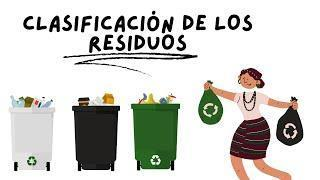 CLASIFICACIÓN DE LOS
RESIDUOS